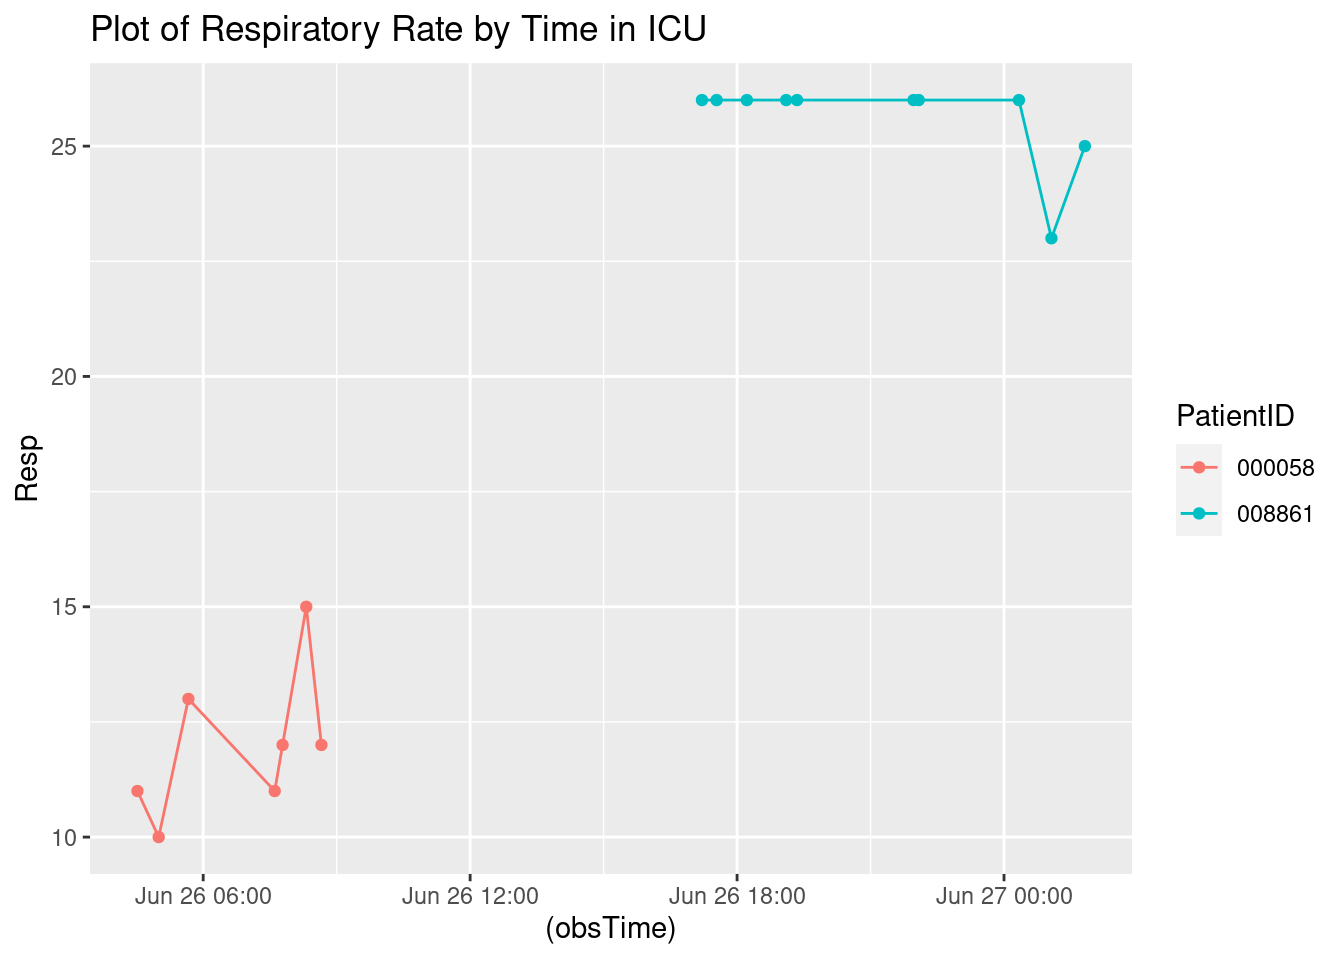 Plot of Respiratory Rate by Time in ICU
25
20
15
10
Resp
Jun 26 06:00
Jun 26 12:00
Jun 26 18:00
Jun 27 00:00
(obsTime)
PatientID
000058
008861